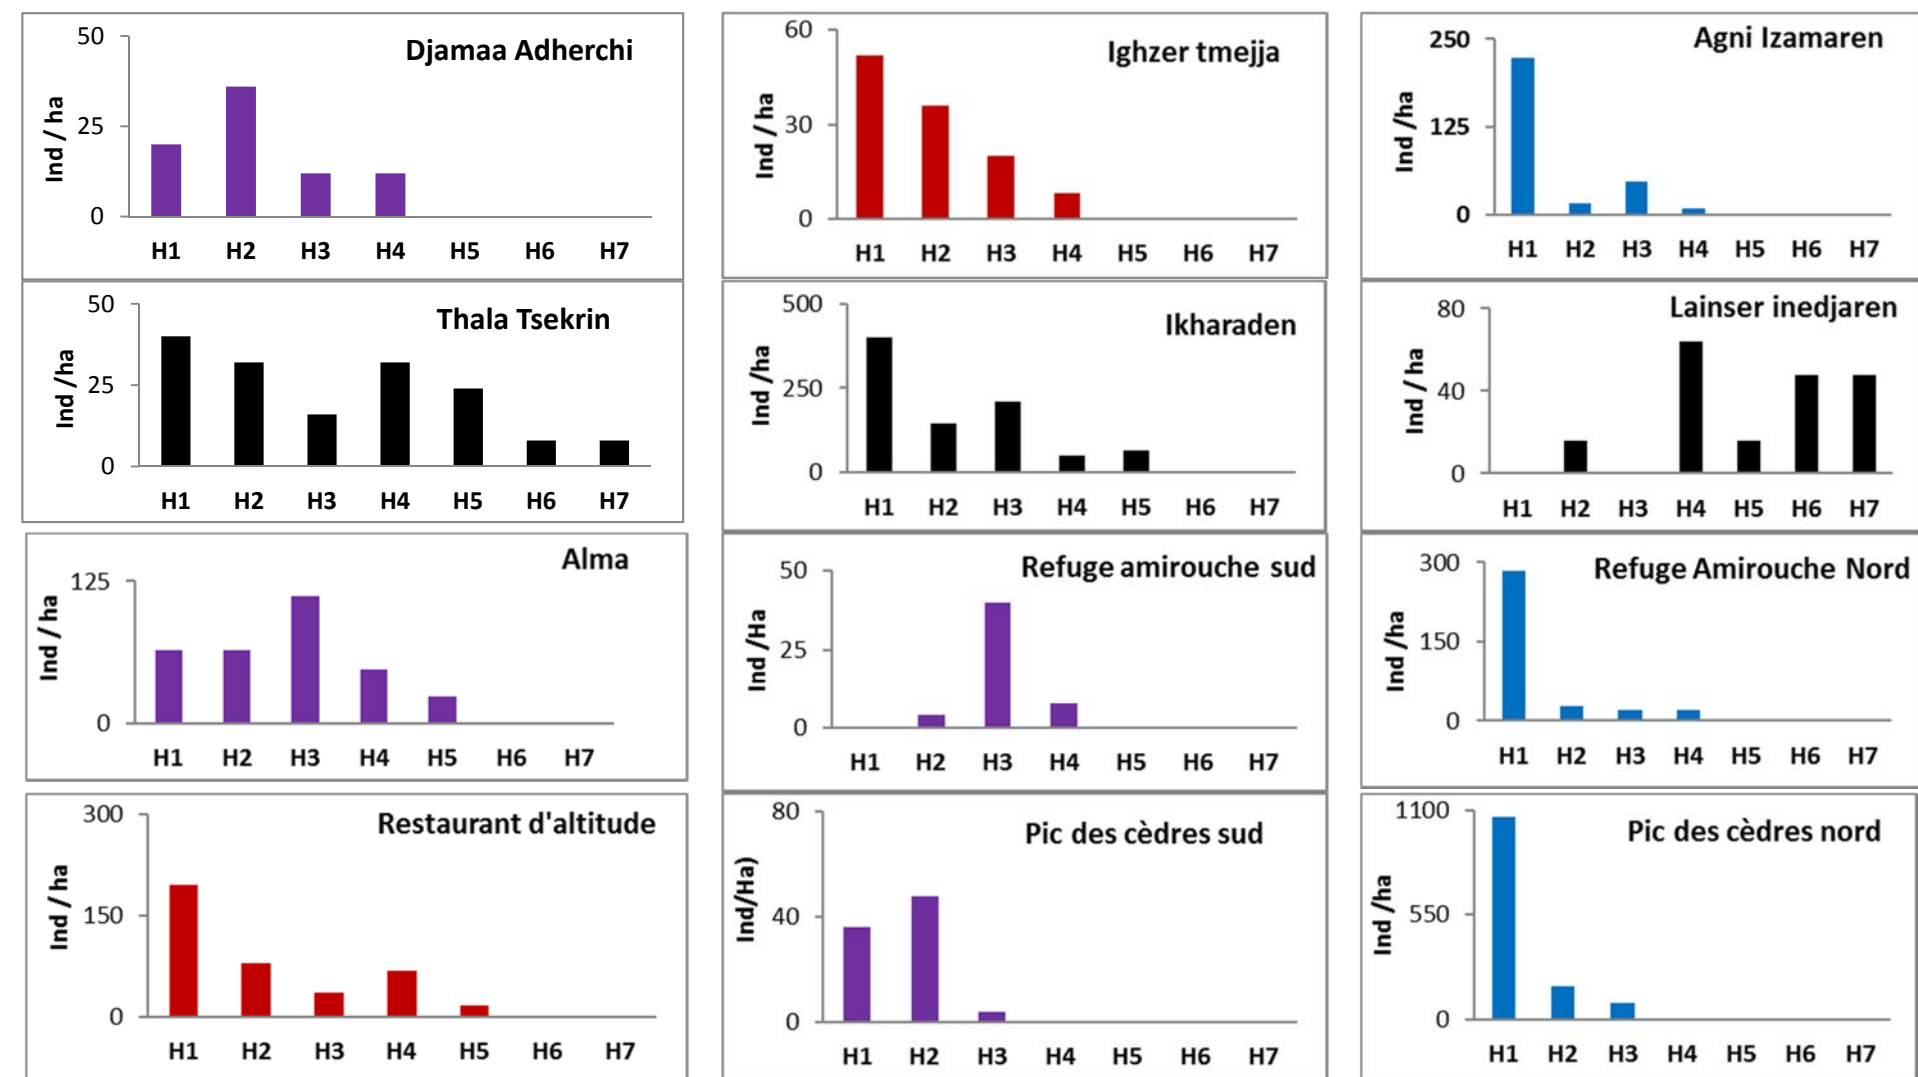 Djamaa Adherchi
Ind / ha
50
25
0
H1 H2 H3 H4 H5 H6 H7
Ighzer tmejja
Ind / ha
60
30
0
H1 H2 H3 H4 H5 H6 H7
Agni Izamaren
Ind /ha
250
125
0
H1 H2 H3 H4 H5 H6 H7
Thala Tsekrin
Ind /ha
50
25
0
H1 H2 H3 H4 H5 H6 H7
Ikharaden
Ind /ha
500
250
0
H1 H2 H3 H4 H5 H6 H7
Lainser inedjaren
Ind / ha
80
40
0
H1 H2 H3 H4 H5 H6 H7
Alma
Ind / ha
125
0
H1 H2 H3 H4 H5 H6 H7
Refuge amirouche sud
Ind /Ha
50
25
0
H1 H2 H3 H4 H5 H6 H7
Refuge Amirouche Nord
Ind /ha
300
150
0
H1 H2 H3 H4 H5 H6 H7
Restaurant d'altitude
Ind / ha
300
150
0
H1 H2 H3 H4 H5 H6 H7
Pic des cèdres sud
Ind/Ha)
80
40
0
H1 H2 H3 H4 H5 H6 H7
Pic des cèdres nord
Ind /ha
1100
550
0
H1 H2 H3 H4 H5 H6 H7